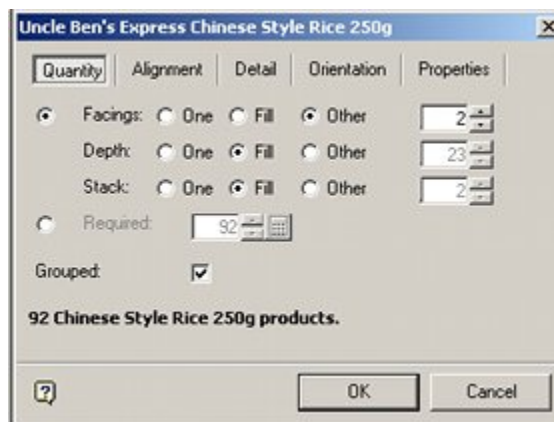 Uncle Ben's Express Chinese Style Rice 250g
Quantity Alignment Detail Orientation Properties
Facings: One Fill Other 2
Depth: One Fill Other 23
Stack: One Fill Other 2
Required: 92
Grouped:
92 Chinese Style Rice 250g products.
OK Cancel